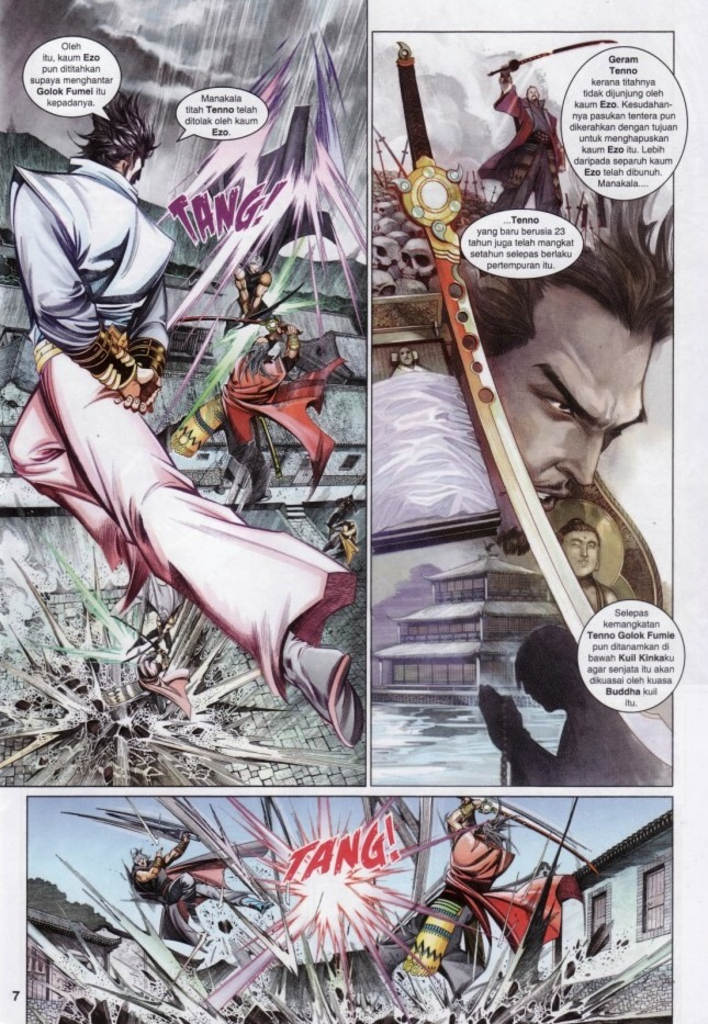 Oleh
itu, kaum Ezo
pun dititahkan
supaya menghantar
Golok Fumei itu
kepadanya.
Manakala
titah Tenno telah
ditolak oleh kaum
Ezo.
TANG!
Geram
Tenno
kerana titahnya
tidak dijunjung oleh
kaum Ezo. Kesudahan-
nya pasukan tentera pun
dikerahkan dengan tujuan
untuk menghapuskan
kaum Ezo itu. Lebih
daripada separuh kaum
Ezo telah dibunuh.
Manakala....
...Tenno
yang baru berusia 23
tahun juga telah mangkat
setahun selepas berlaku
pertempuran itu.
Selepas
kemangkatan
Tenno Golok Fumie
pun ditanamkan di
bawah Kuil Kinkaku
agar senjata itu akan
dikuasai oleh kuasa
Buddha kuil
itu.
TANG!
7